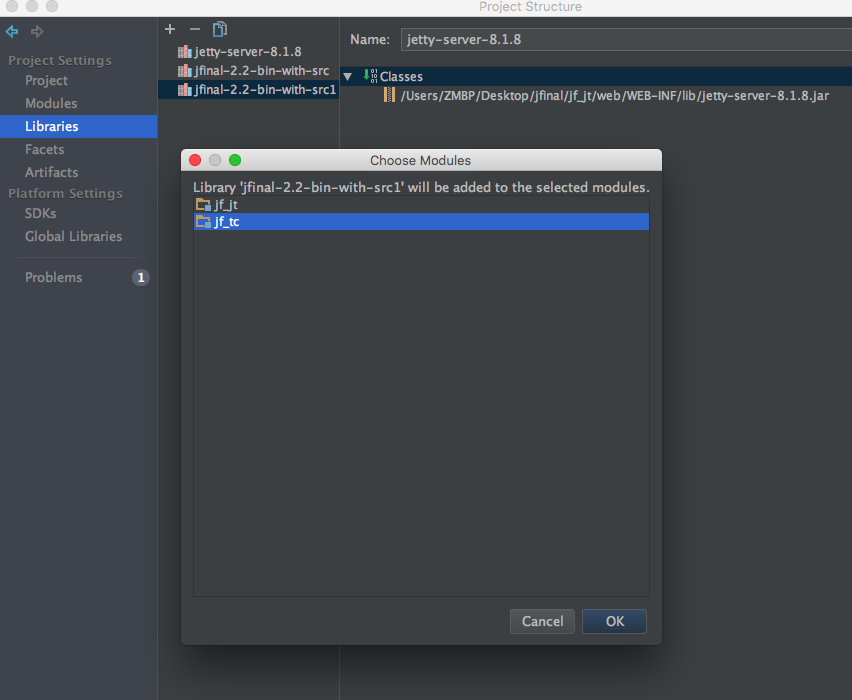 Project Structure
Project Settings
Project
Modules
Libraries
Facets
Artifacts
Platform Settings
SDKs
Global Libraries
Problems 1
jetty-server-8.1.8
jfinal-2.2-bin-with-src
jfinal-2.2-bin-with-src1
Name: jetty-server-8.1.8
Classes
/Users/ZMBP/Desktop/jfinal/jf_jt/web/WEB-INF/lib/jetty-server-8.1.8.jar
Choose Modules
Library 'jfinal-2.2-bin-with-src1' will be added to the selected modules.
jf_jt
jf_tc
Cancel OK